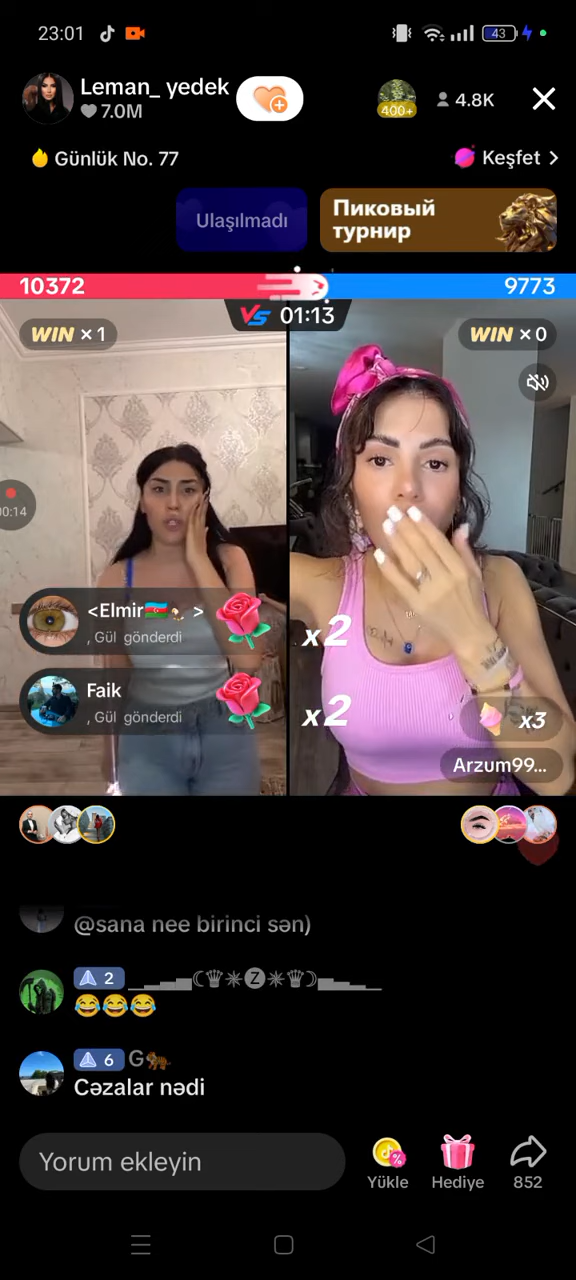 23:01
43
Leman_ yedek
7.0M
400+
4.8K
Günlük No. 77
Keşfet >
Ulaşılmadı
Пиковый
турнир
10372
9773
VS 01:13
WIN × 1
WIN × 0
00:14
<Elmir🇦🇿 >
, Gül gönderdi
x2
Faik
, Gül gönderdi
x2
x3
Arzum99...
@sana nee birinci sən)
2 ▁▂▃▄☾♛✴🅩✴♛☽▄▃▂▁
😂😂😂
6 G🐅
Cəzalar nədi
Yorum ekleyin
Yükle
Hediye
852